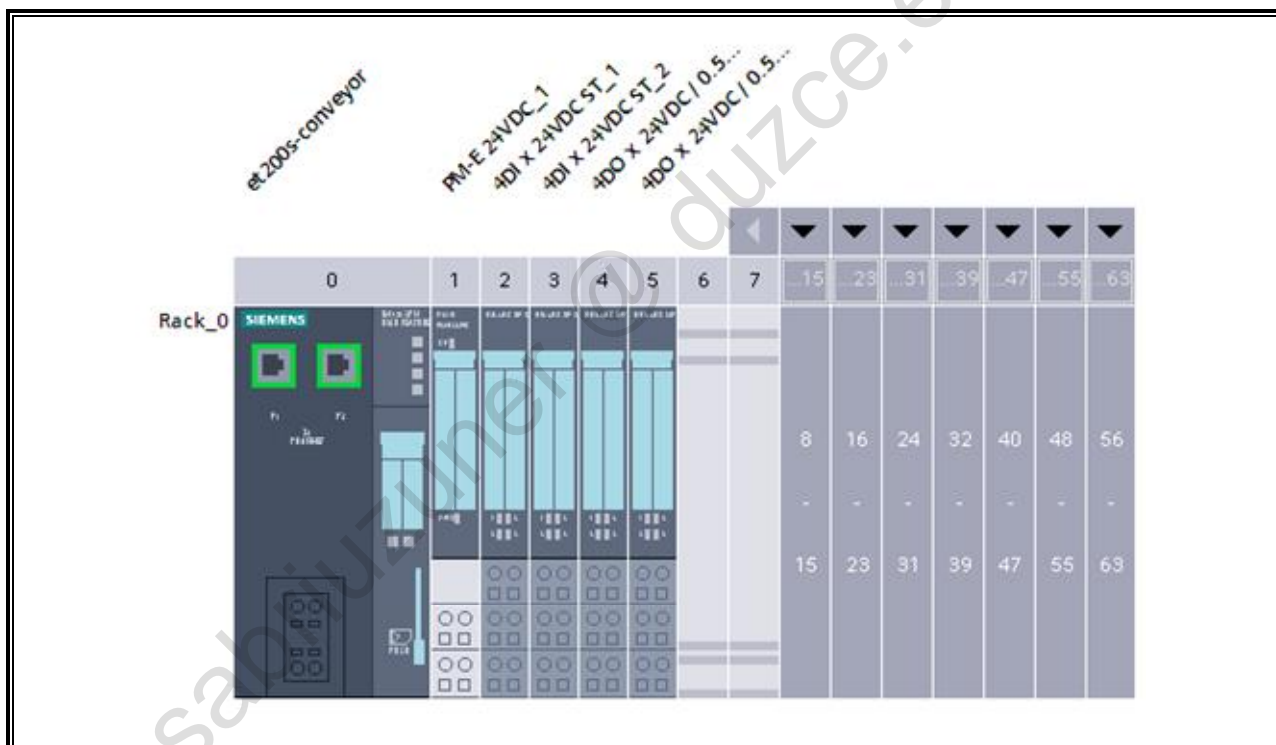 et200s-conveyor
PM-E 24VDC_1
4DI x 24VDC ST_1
4DI x 24VDC ST_2
4DO x 24VDC / 0.5...
4DO x 24VDC / 0.5...
0 1 2 3 4 5 6 7 ...15 ...23 ...31 ...39 ...47 ...55 ...63
Rack_0
SIEMENS
8 16 24 32 40 48 56
- - - - - - -
15 23 31 39 47 55 63
sabriuzuner @ duzce.e